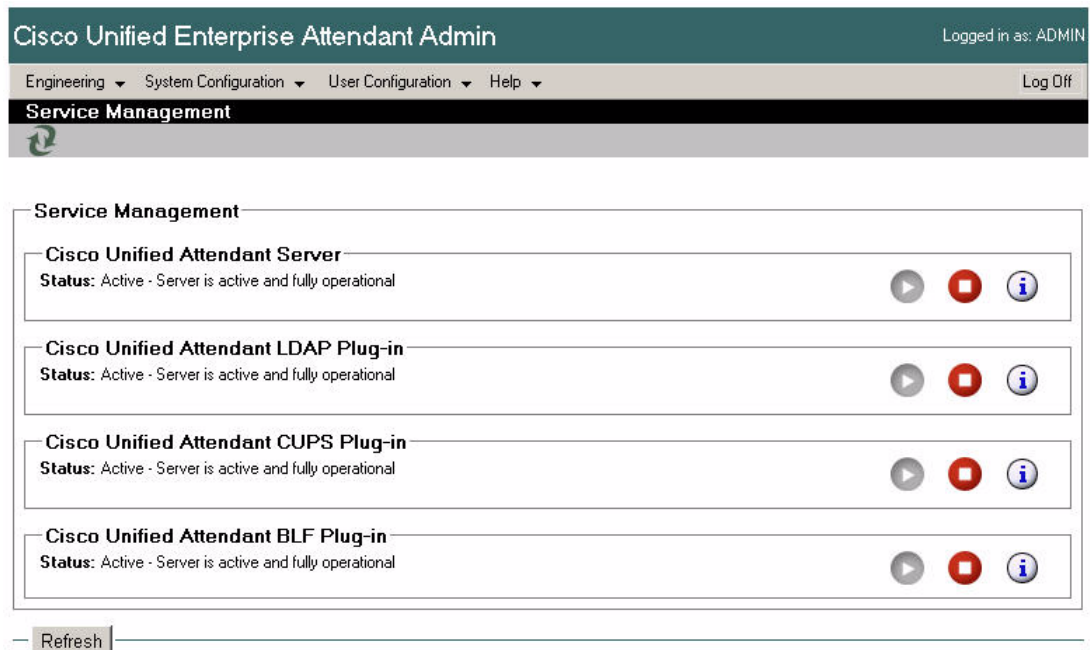 Cisco Unified Enterprise Attendant Admin
Logged in as: ADMIN
Engineering System Configuration User Configuration Help Log Off
Service Management
Service Management
Cisco Unified Attendant Server
Status: Active - Server is active and fully operational
Cisco Unified Attendant LDAP Plug-in
Status: Active - Server is active and fully operational
Cisco Unified Attendant CUPS Plug-in
Status: Active - Server is active and fully operational
Cisco Unified Attendant BLF Plug-in
Status: Active - Server is active and fully operational
Refresh